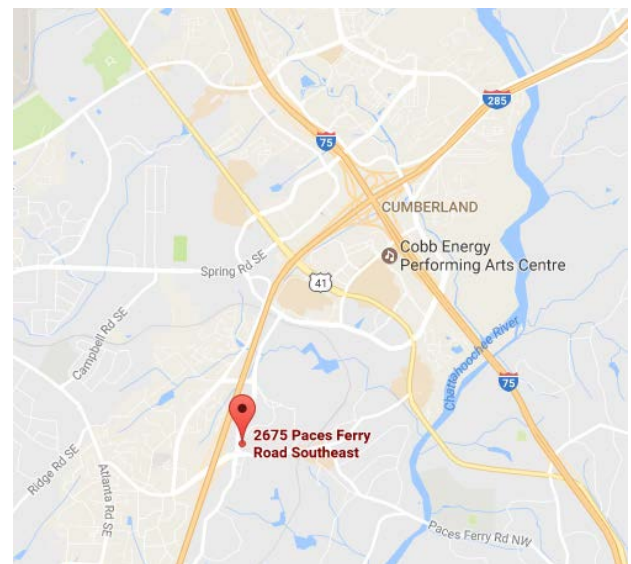 285
75
CUMBERLAND
Cobb Energy
Performing Arts Centre
Spring Rd SE
41
Campbell Rd SE
Chattahoochee River
75
2675 Paces Ferry
Road Southeast
Ridge Rd SE
Atlanta Rd SE
Paces Ferry Rd NW